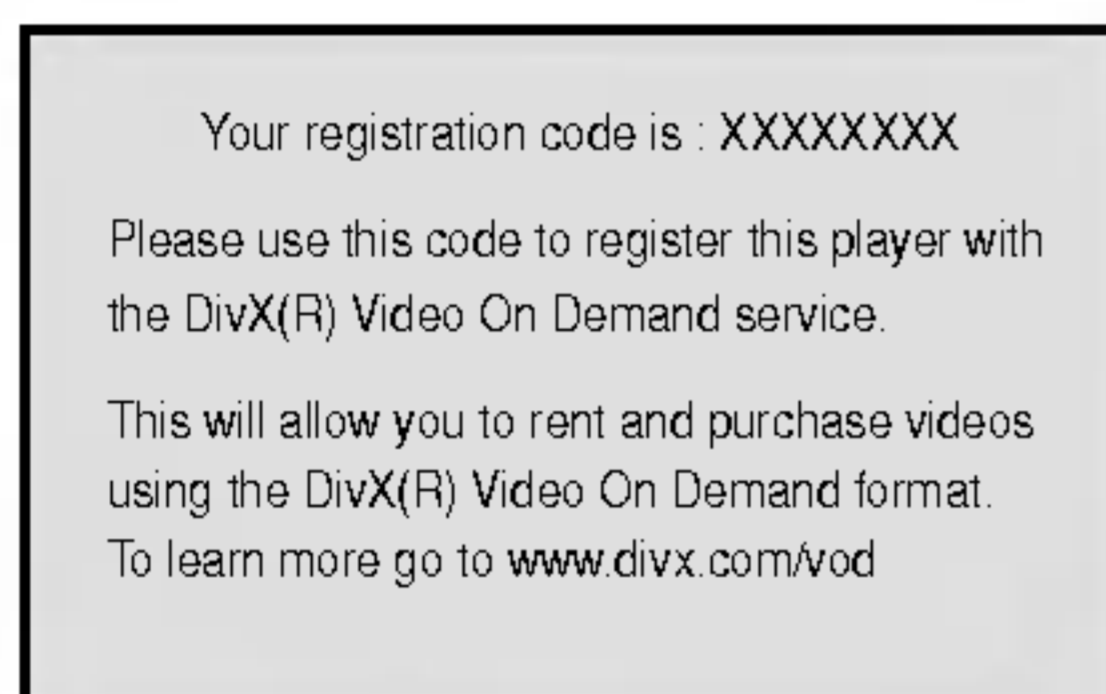 Your registration code is : XXXXXXXX
Please use this code to register this player with
the DivX(R) Video On Demand service.
This will allow you to rent and purchase videos
using the DivX(R) Video On Demand format.
To learn more go to www.divx.com/vod